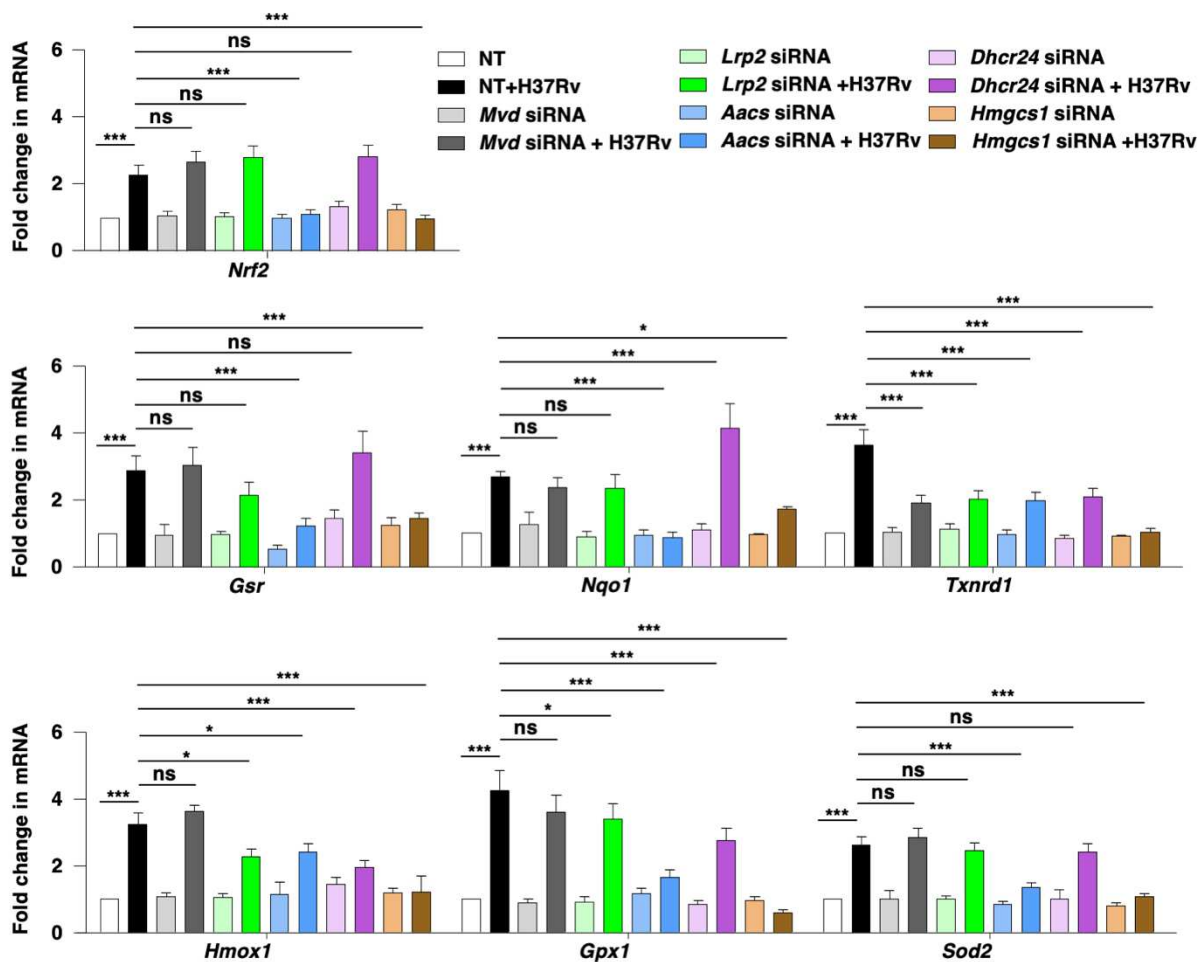 Fold change in mRNA
6
4
2
0
***
ns
***
ns
ns
***
Nrf2
NT
NT+H37Rv
Mvd siRNA
Mvd siRNA + H37Rv
Lrp2 siRNA
Lrp2 siRNA +H37Rv
Aacs siRNA
Aacs siRNA + H37Rv
Dhcr24 siRNA
Dhcr24 siRNA + H37Rv
Hmgcs1 siRNA
Hmgcs1 siRNA +H37Rv
Fold change in mRNA
6
4
2
0
***
ns
***
ns
ns
***
Gsr
*
***
***
ns
ns
***
Nqo1
***
***
***
***
***
***
Txnrd1
Fold change in mRNA
6
4
2
0
***
***
*
*
ns
***
Hmox1
***
***
***
*
ns
***
Gpx1
***
ns
***
ns
ns
***
Sod2